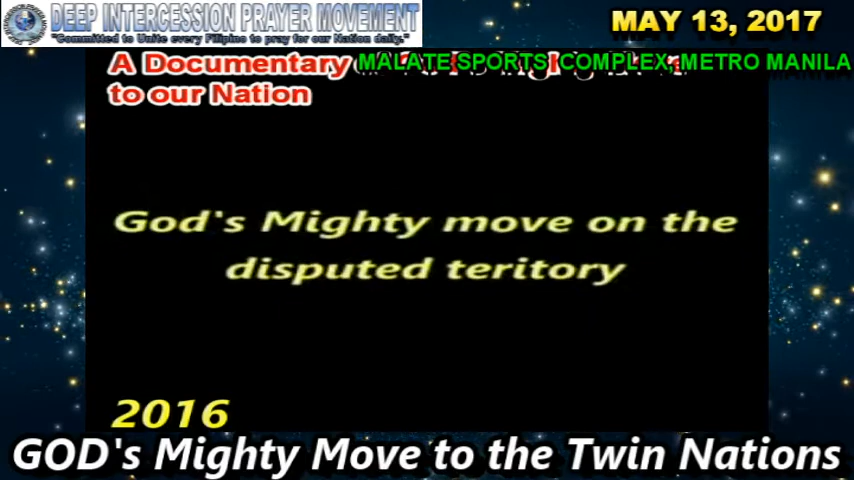 DEEP INTERCESSION PRAYER MOVEMENT
"Committed to Unite every Filipino to pray for our Nation daily."
MAY 13, 2017
A Documentary
MALATE SPORTS COMPLEX, METRO MANILA
to our Nation
God's Mighty move on the
disputed teritory
2016
GOD's Mighty Move to the Twin Nations